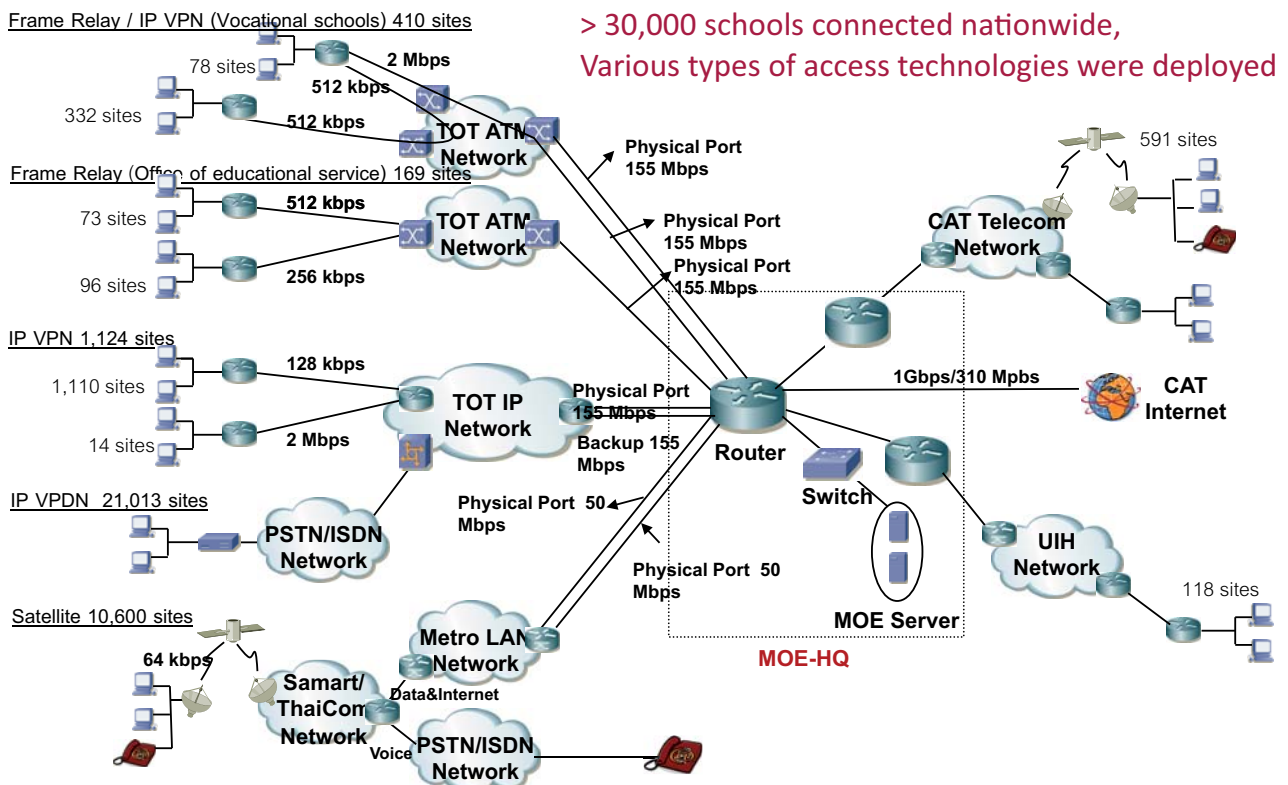 Frame Relay / IP VPN (Vocational schools) 410 sites
> 30,000 schools connected nationwide,
Various types of access technologies were deployed
2 Mbps
78 sites
512 kbps
332 sites
512 kbps
TOT ATM
Network
Physical Port
155 Mbps
591 sites
Frame Relay (Office of educational service) 169 sites
512 kbps
73 sites
TOT ATM
Network
Physical Port
155 Mbps
CAT Telecom
Network
Physical Port
155 Mbps
256 kbps
96 sites
IP VPN 1,124 sites
128 kbps
1,110 sites
TOT IP
Network
Physical Port
155 Mbps
1Gbps/310 Mpbs
CAT
Internet
2 Mbps
14 sites
Backup 155
Mbps
Router
Switch
IP VPDN 21,013 sites
PSTN/ISDN
Network
Physical Port 50
Mbps
UIH
Network
Physical Port 50
Mbps
118 sites
Satellite 10,600 sites
MOE Server
64 kbps
Metro LAN
Network
MOE-HQ
Samart/
ThaiCom
Network
Data&Internet
Voice
PSTN/ISDN
Network